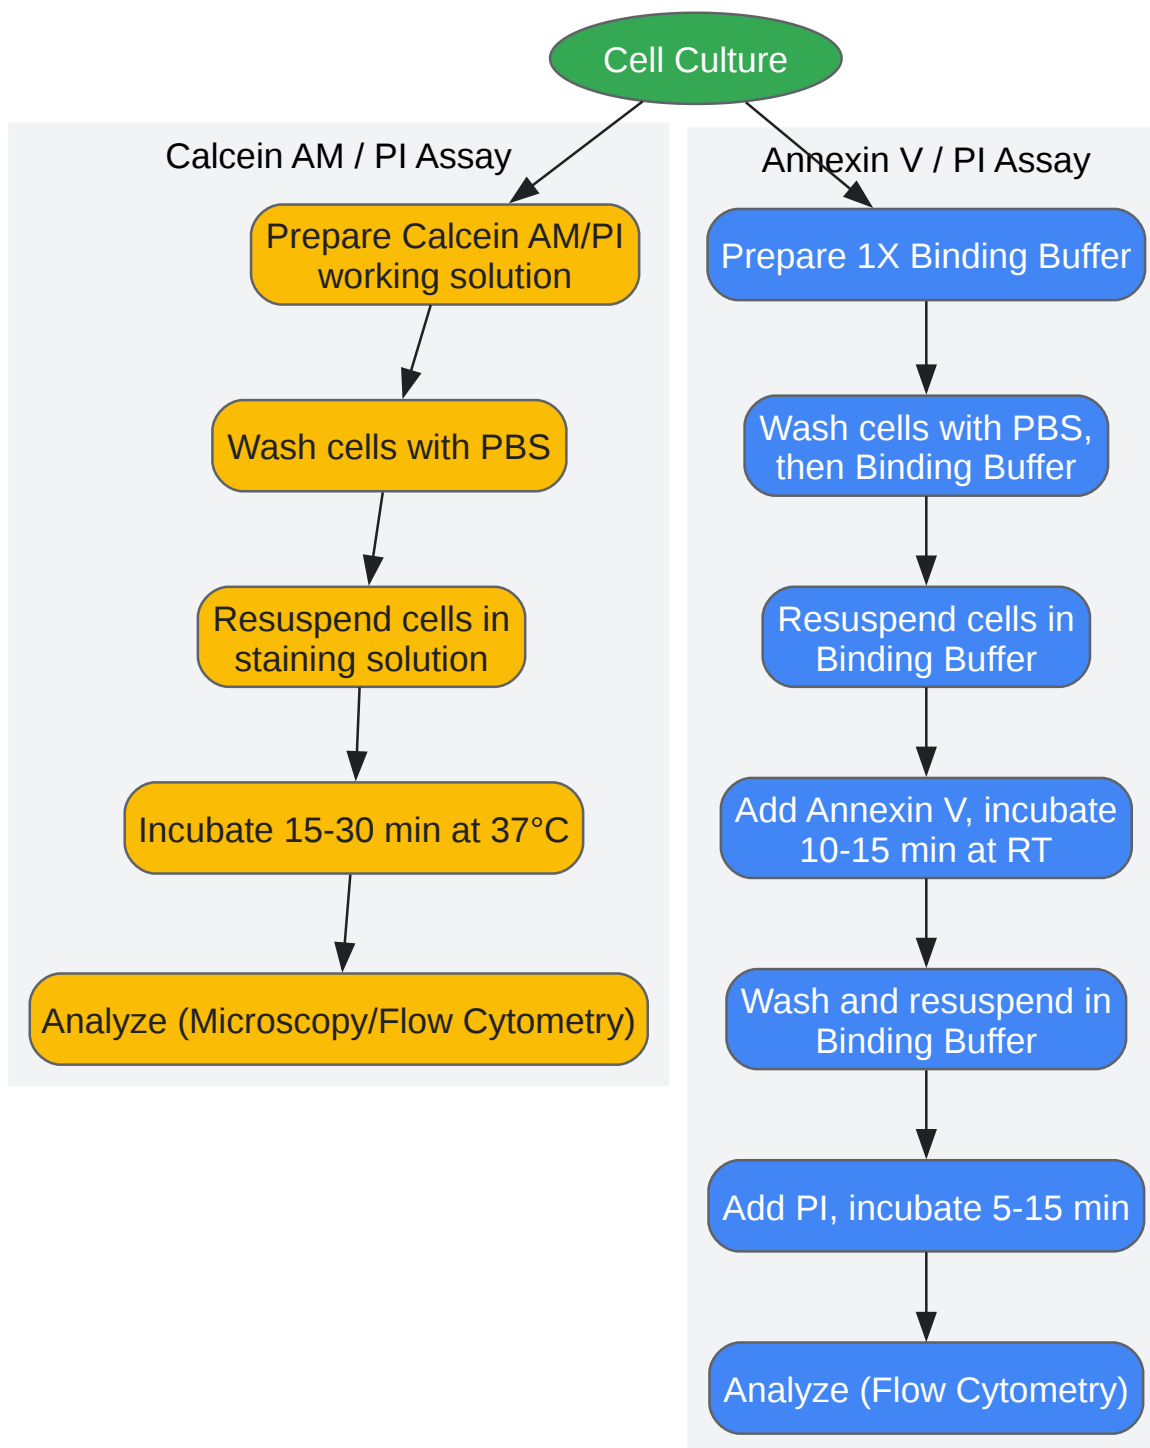 Cell Culture
Calcein AM / PI Assay
Prepare Calcein AM/PI
working solution
Wash cells with PBS
Resuspend cells in
staining solution
Incubate 15-30 min at 37°C
Analyze (Microscopy/Flow Cytometry)
Annexin V / PI Assay
Prepare 1X Binding Buffer
Wash cells with PBS,
then Binding Buffer
Resuspend cells in
Binding Buffer
Add Annexin V, incubate
10-15 min at RT
Wash and resuspend in
Binding Buffer
Add PI, incubate 5-15 min
Analyze (Flow Cytometry)